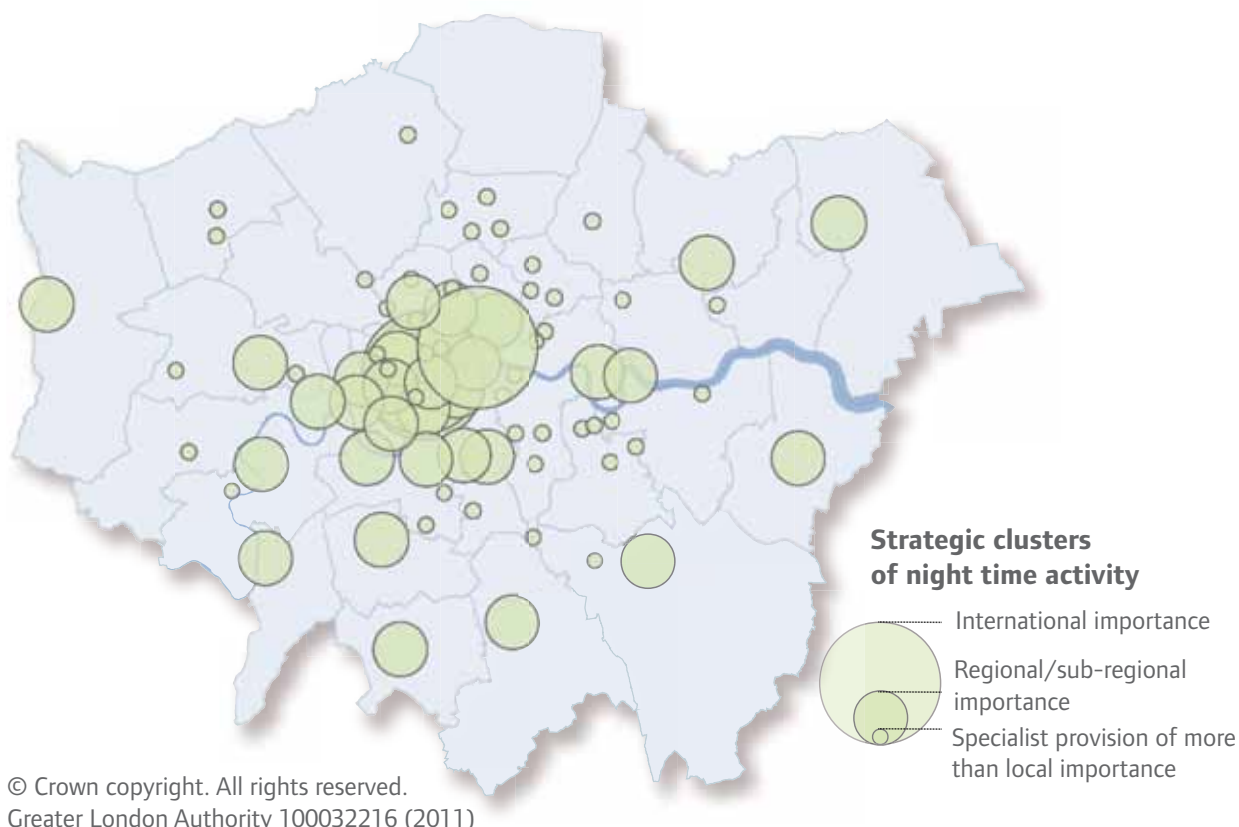 Strategic clusters
of night time activity
International importance
Regional/sub-regional
importance
Specialist provision of more
than local importance
© Crown copyright. All rights reserved.
Greater London Authority 100032216 (2011)